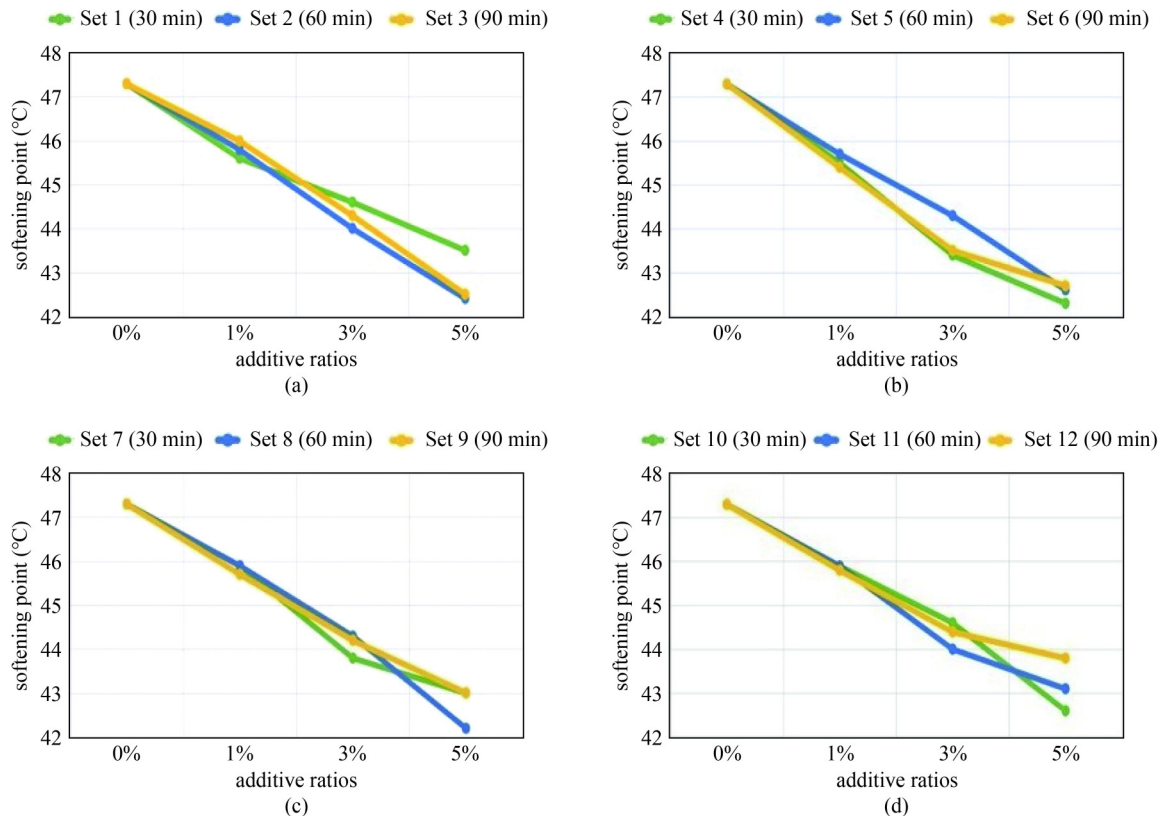 Set 1 (30 min) Set 2 (60 min) Set 3 (90 min)
softening point (°C)
48
47
46
45
44
43
42
0% 1% 3% 5%
additive ratios
(a)
Set 4 (30 min) Set 5 (60 min) Set 6 (90 min)
softening point (°C)
48
47
46
45
44
43
42
0% 1% 3% 5%
additive ratios
(b)
Set 7 (30 min) Set 8 (60 min) Set 9 (90 min)
softening point (°C)
48
47
46
45
44
43
42
0% 1% 3% 5%
additive ratios
(c)
Set 10 (30 min) Set 11 (60 min) Set 12 (90 min)
softening point (°C)
48
47
46
45
44
43
42
0% 1% 3% 5%
additive ratios
(d)